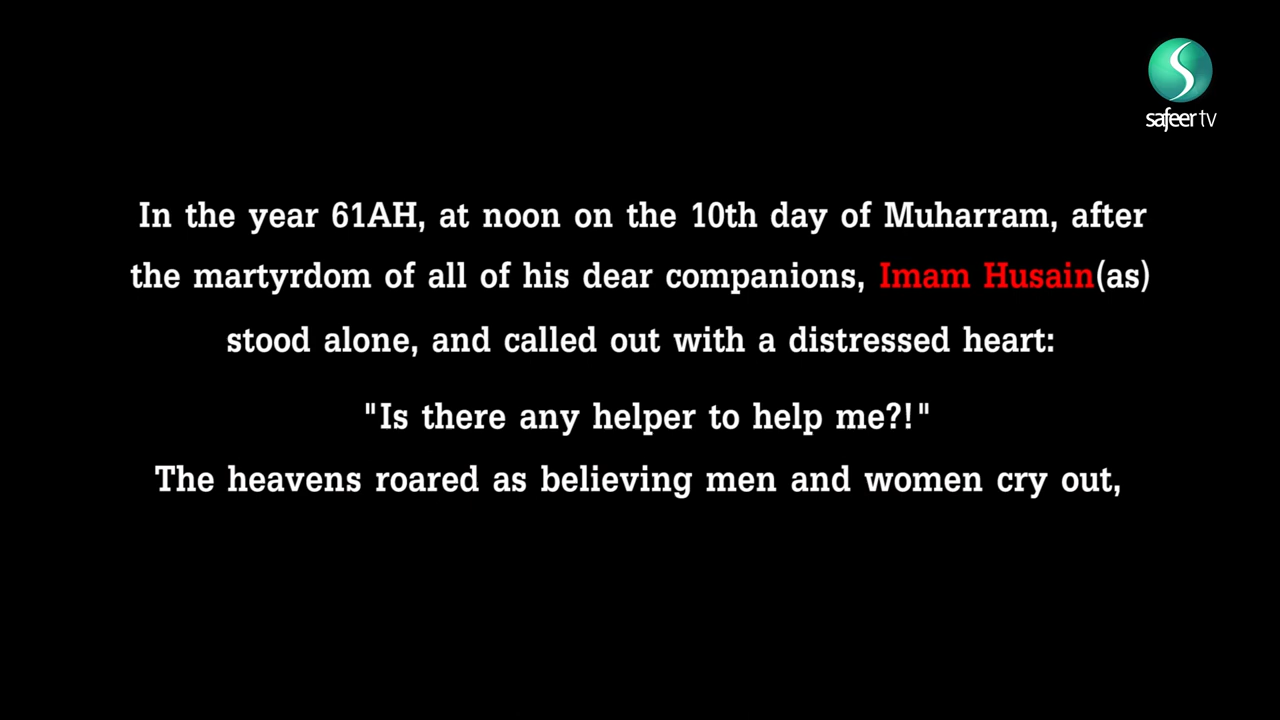 safeer tv
In the year 61AH, at noon on the 10th day of Muharram, after
the martyrdom of all of his dear companions, Imam Husain(as)
stood alone, and called out with a distressed heart:
"Is there any helper to help me?!"
The heavens roared as believing men and women cry out,